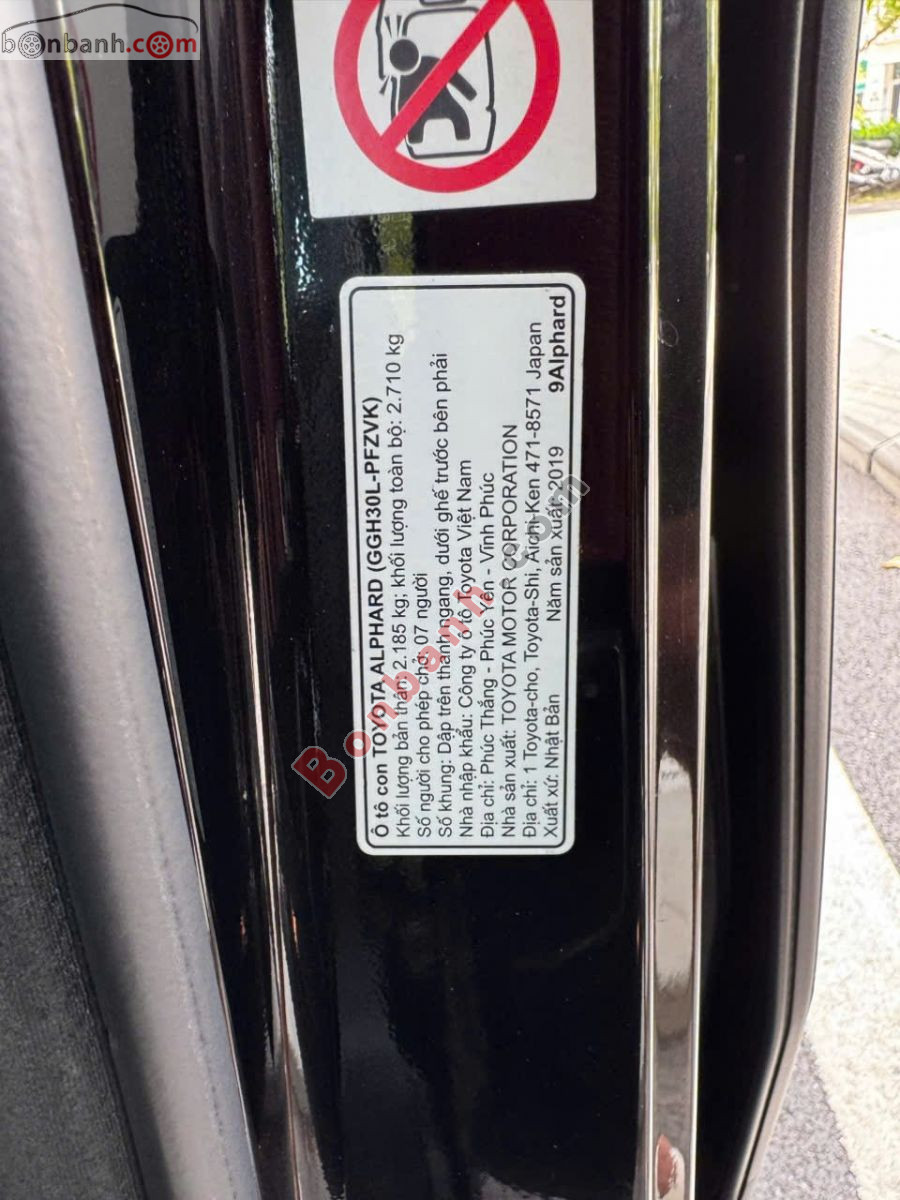 bonbanh.com
Ô tô con TOYOTA ALPHARD (GGH30L-PFZVK)
Khối lượng bản thân: 2.185 kg; khối lượng toàn bộ: 2.710 kg
Số người cho phép chở: 07 người
Số khung: Dập trên thanh ngang, dưới ghế trước bên phải
Nhà nhập khẩu: Công ty ô tô Toyota Việt Nam
Địa chỉ: Phúc Thắng - Phúc Yên - Vĩnh Phúc
Nhà sản xuất: TOYOTA MOTOR CORPORATION
Địa chỉ: 1 Toyota-cho, Toyota-Shi, Aichi-Ken 471-8571 Japan
Xuất xứ: Nhật Bản Năm sản xuất: 2019 9Alphard
Bonbanh.com